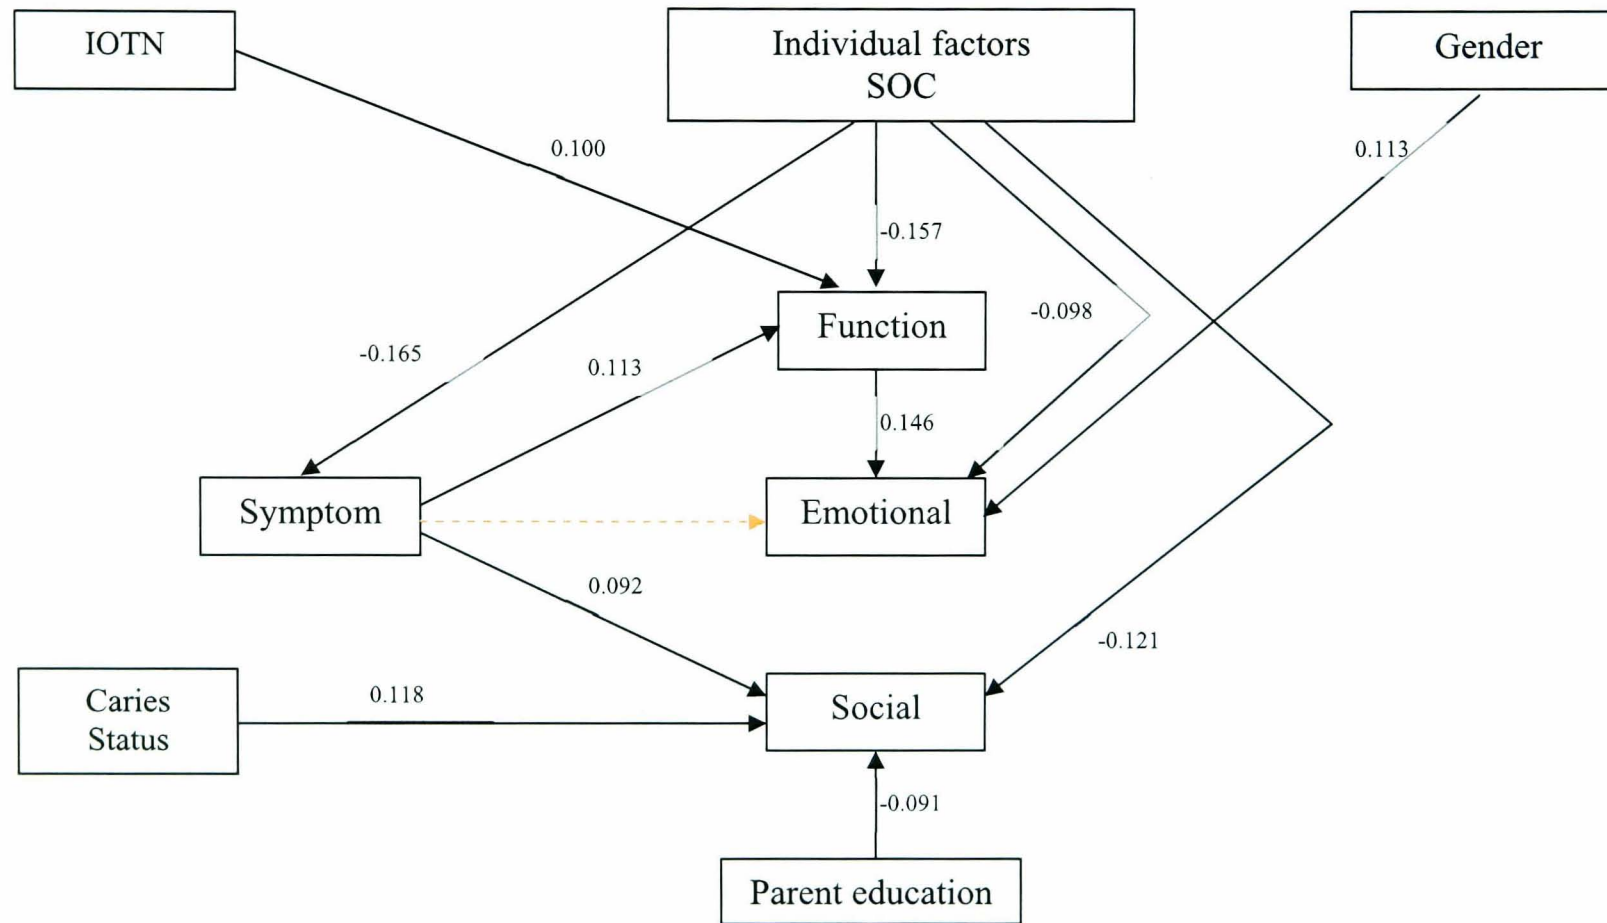 IOTN
Individual factors
SOC
Gender
0.100
0.113
-0.157
-0.098
Function
-0.165
0.113
0.146
Symptom
Emotional
0.092
-0.121
Caries
Status
0.118
Social
-0.091
Parent education